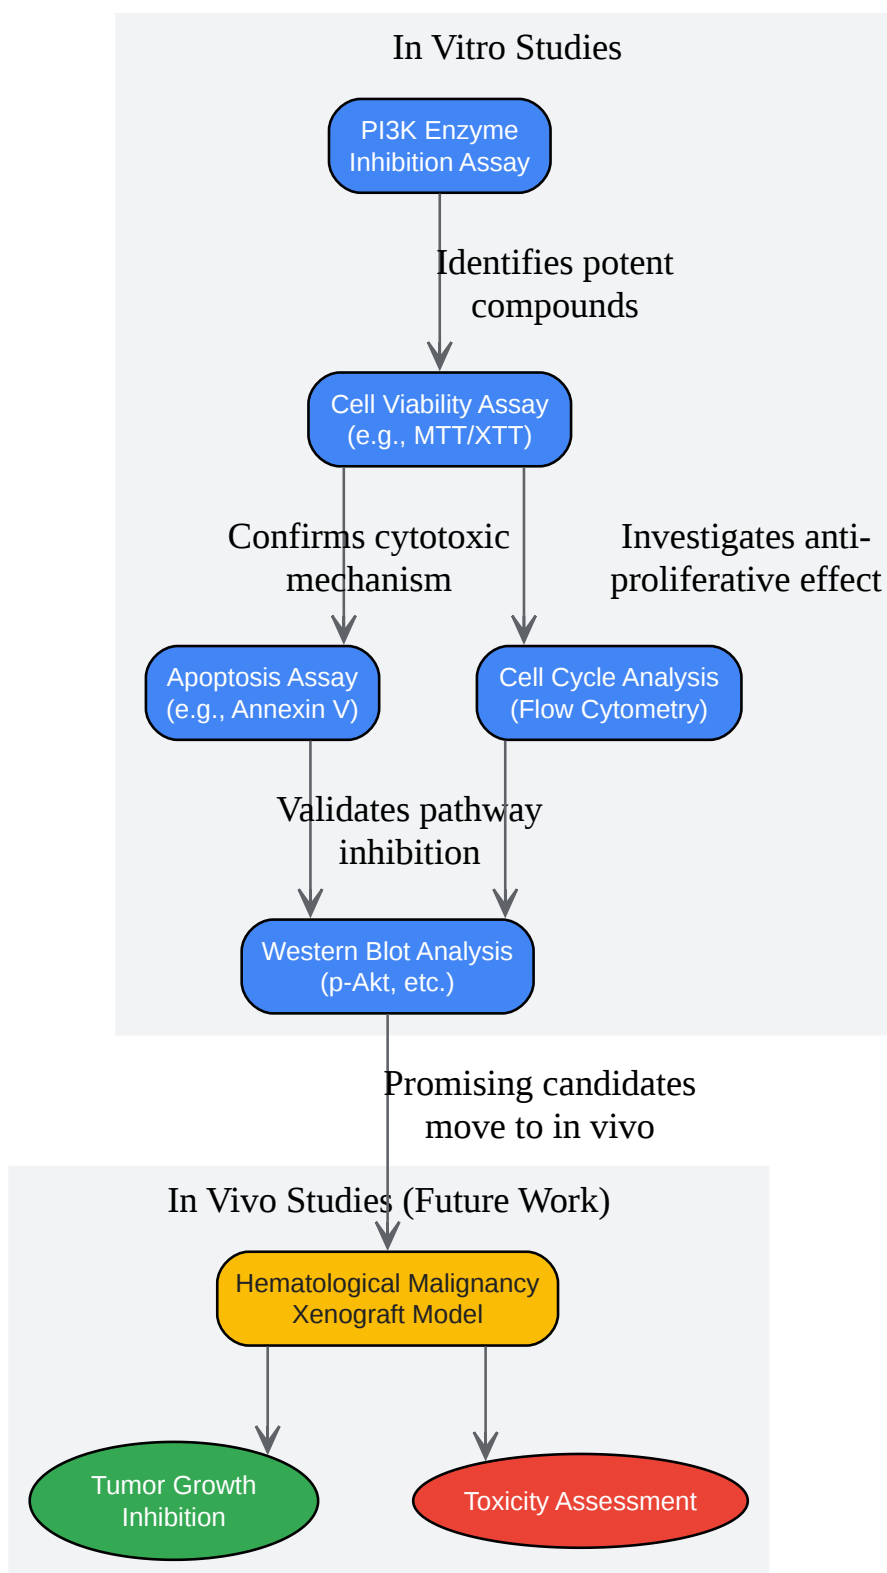 In Vitro Studies
PI3K Enzyme
Inhibition Assay
Identifies potent
compounds
Cell Viability Assay
(e.g., MTT/XTT)
Confirms cytotoxic
mechanism
Investigates anti-
proliferative effect
Apoptosis Assay
(e.g., Annexin V)
Cell Cycle Analysis
(Flow Cytometry)
Validates pathway
inhibition
Western Blot Analysis
(p-Akt, etc.)
Promising candidates
move to in vivo
In Vivo Studies (Future Work)
Hematological Malignancy
Xenograft Model
Tumor Growth
Inhibition
Toxicity Assessment